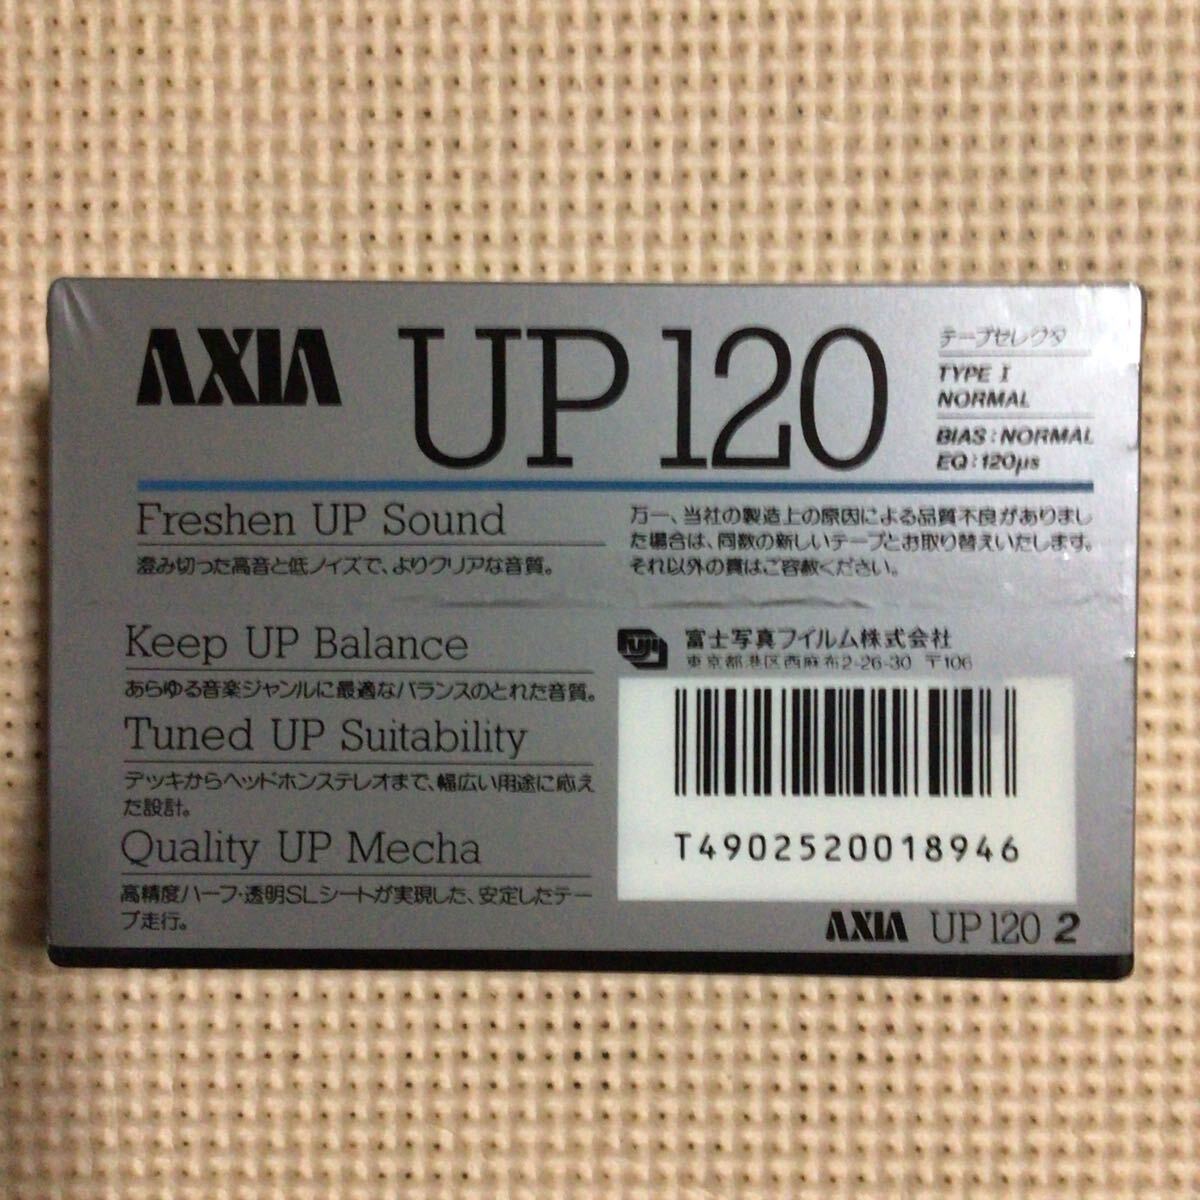 AXIA UP 120
テープセレクタ
TYPE I
NORMAL
BIAS:NORMAL
EQ:120μs
Freshen UP Sound
澄み切った高音と低ノイズで、よりクリアな音質。
Keep UP Balance
あらゆる音楽ジャンルに最適なバランスのとれた音質。
Tuned UP Suitability
デッキからヘッドホンステレオまで、幅広い用途に応え
た設計。
Quality UP Mecha
高精度ハーフ・透明SLシートが実現した、安定したテー
プ走行。
万一、当社の製造上の原因による品質不良がありまし
た場合は、同数の新しいテープとお取り替えいたします。
それ以外の責はご容赦ください。
FUJI 富士写真フイルム株式会社
東京都港区西麻布2-26-30 〒106
T4902520018946
AXIA UP 120 2